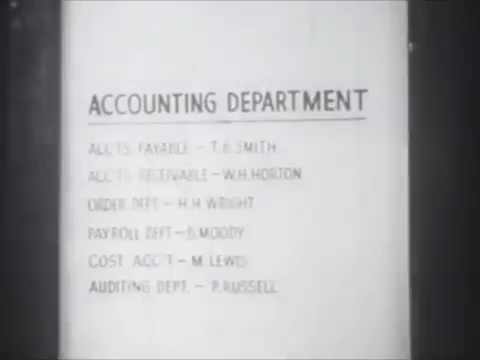 ACCOUNTING DEPARTMENT
ACC'TS PAYABLE - T.B. SMITH
ACC'TS RECEIVABLE - W.H. HORTON
ORDER DEPT - H.H. WRIGHT
PAYROLL DEPT - MOODY
COST ACC'T - M. LEWIS
AUDITING DEPT. - P. RUSSELL